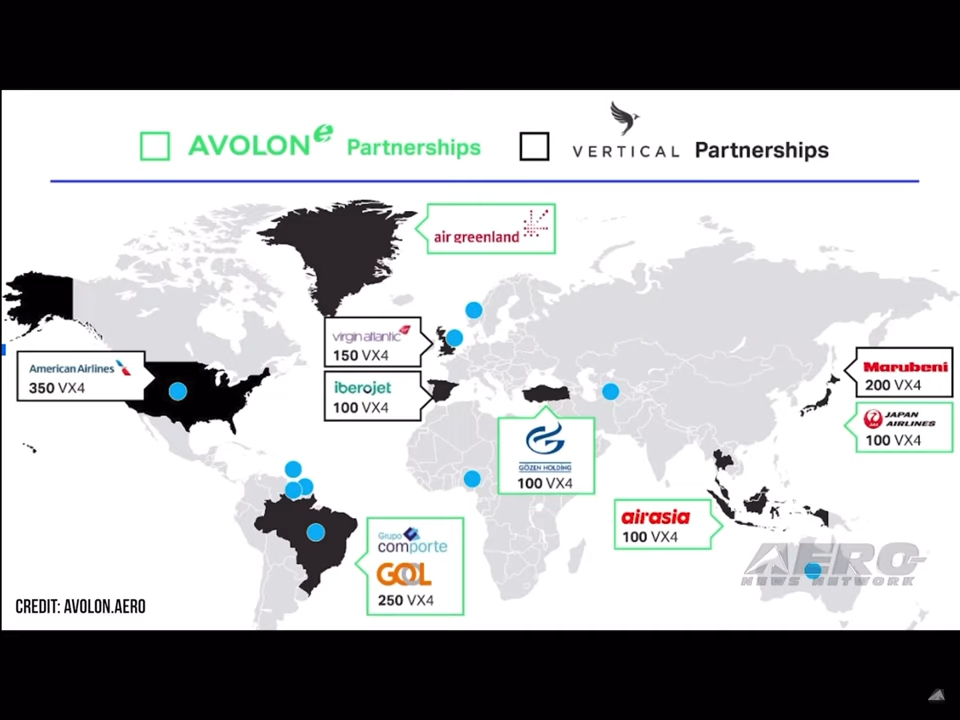 AVOLON e Partnerships
VERTICAL Partnerships
air greenland
virgin atlantic
150 VX4
American Airlines
350 VX4
iberojet
100 VX4
Marubeni
200 VX4
JAL
JAPAN
AIRLINES
100 VX4
GÖZEN HOLDING
100 VX4
airasia
100 VX4
Grupo
comporte
GOL
250 VX4
AERO-
NEWS NETWORK
CREDIT: AVOLON.AERO